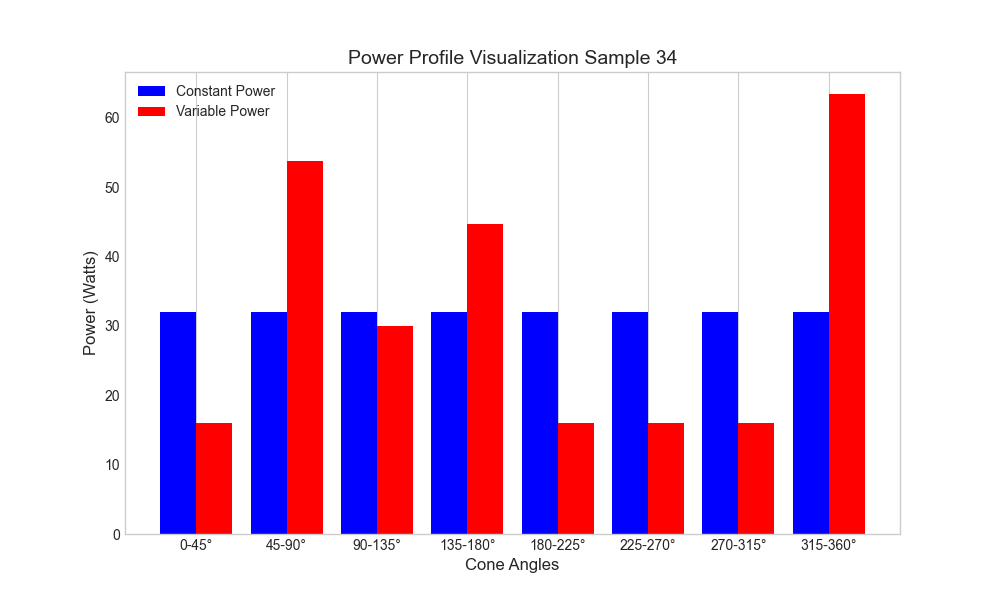 Power Profile Visualization Sample 34
Constant Power
Variable Power
Power (Watts)
60
50
40
30
20
10
0
0-45° 45-90° 90-135° 135-180° 180-225° 225-270° 270-315° 315-360°
Cone Angles